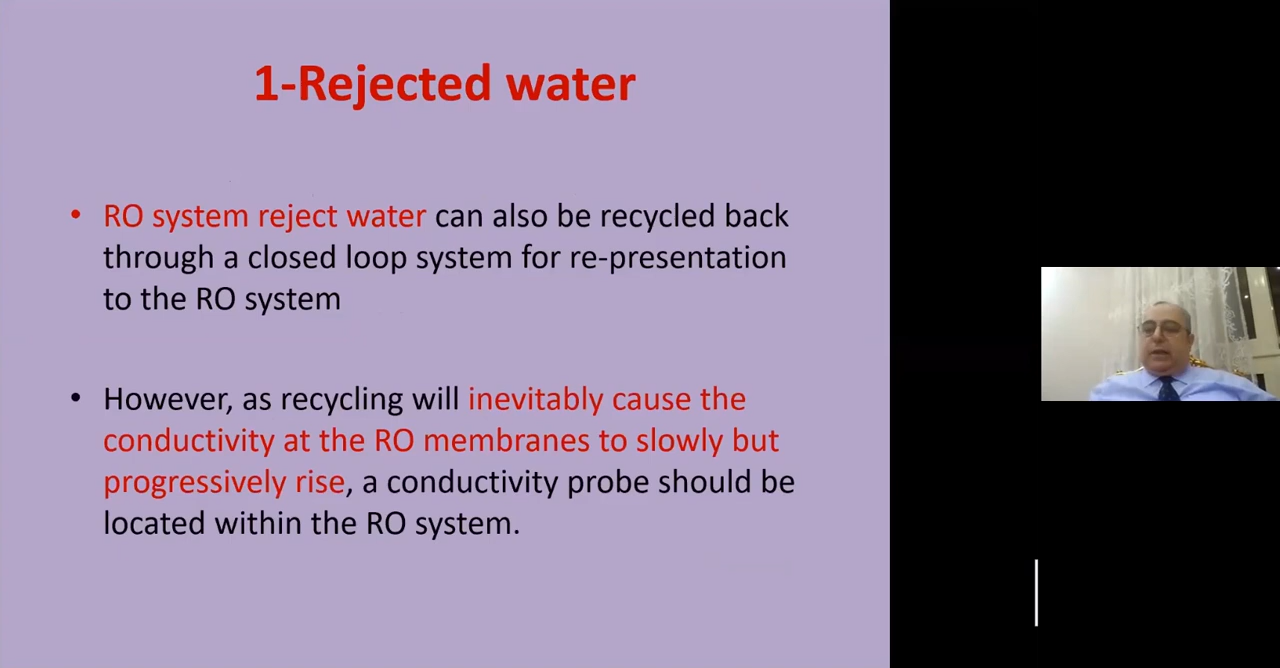 1-Rejected water
• RO system reject water can also be recycled back
through a closed loop system for re-presentation
to the RO system
• However, as recycling will inevitably cause the
conductivity at the RO membranes to slowly but
progressively rise, a conductivity probe should be
located within the RO system.